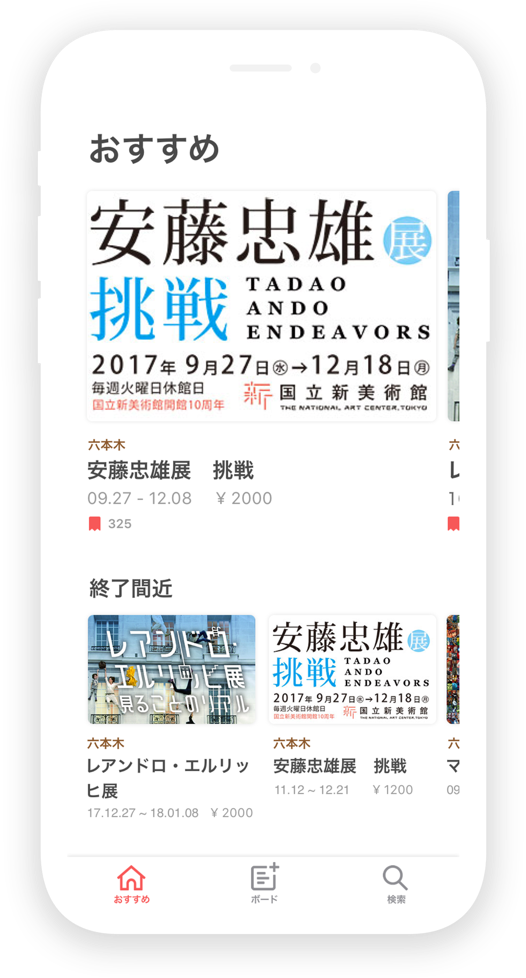 おすすめ
安藤忠雄展
挑戦
TADAO
ANDO
ENDEAVORS
2017年 9月27日水→12月18日月
毎週火曜日休館日
国立新美術館開館10周年
新 国立新美術館
THE NATIONAL ART CENTER, TOKYO
六本木
六
安藤忠雄展 挑戦
レ
09.27 - 12.08 ¥ 2000
325
終了間近
レアンドロ
エルリッヒ展
見ることのリアル
安藤忠雄展
挑戦
TADAO
ANDO
ENDEAVORS
2017年 9月27日水→12月18日月
毎週火曜日休館日
国立新美術館開館10周年
新 国立新美術館
THE NATIONAL ART CENTER, TOKYO
六本木
レアンドロ・エルリッ
ヒ展
17.12.27 ~ 18.01.08 ¥ 2000
六本木
安藤忠雄展 挑戦
11.12 ~ 12.21 ¥ 1200
六
マ
09
おすすめ
ボード
検索